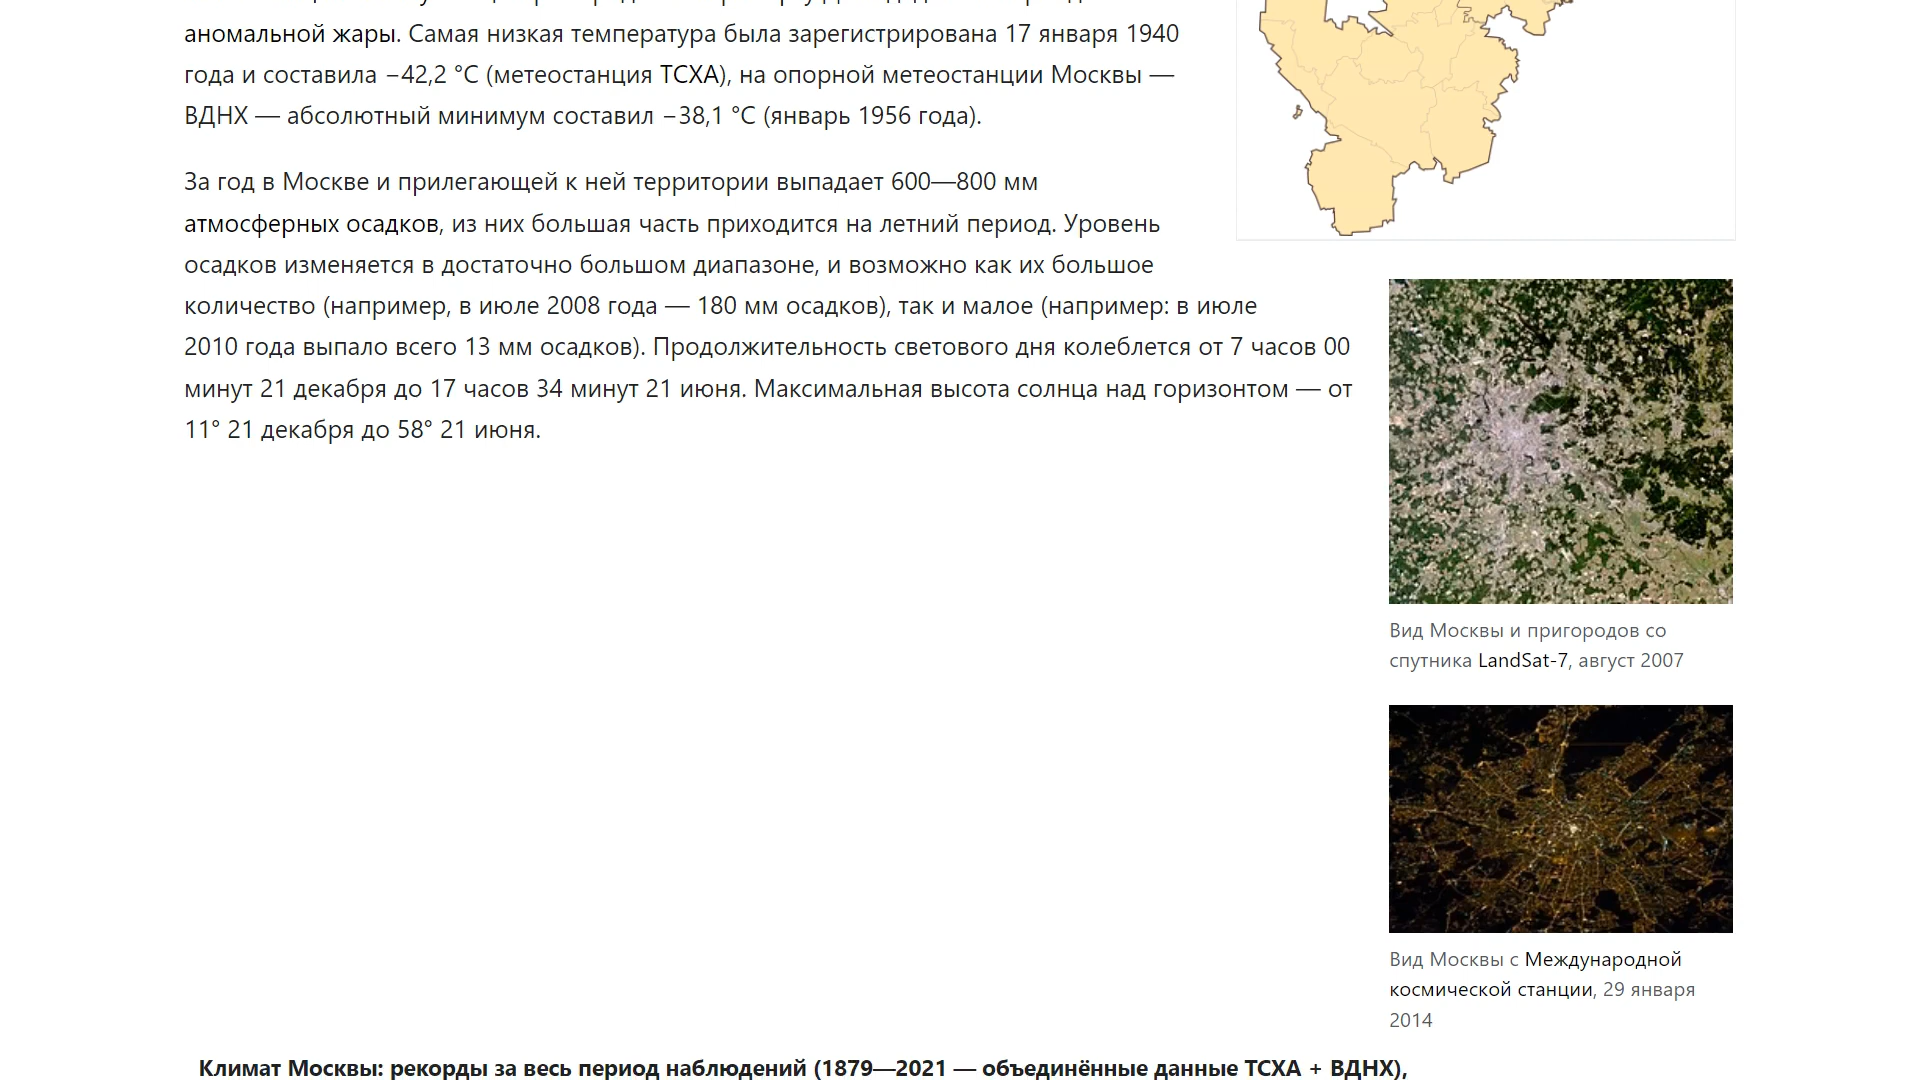 аномальной жары. Самая низкая температура была зарегистрирована 17 января 1940
года и составила −42,2 °C (метеостанция ТСХА), на опорной метеостанции Москвы —
ВДНХ — абсолютный минимум составил −38,1 °C (январь 1956 года).
За год в Москве и прилегающей к ней территории выпадает 600—800 мм
атмосферных осадков, из них большая часть приходится на летний период. Уровень
осадков изменяется в достаточно большом диапазоне, и возможно как их большое
количество (например, в июле 2008 года — 180 мм осадков), так и малое (например: в июле
2010 года выпало всего 13 мм осадков). Продолжительность светового дня колеблется от 7 часов 00
минут 21 декабря до 17 часов 34 минут 21 июня. Максимальная высота солнца над горизонтом — от
11° 21 декабря до 58° 21 июня.
Вид Москвы и пригородов со
спутника LandSat-7, август 2007
Вид Москвы с Международной
космической станции, 29 января
2014
Климат Москвы: рекорды за весь период наблюдений (1879—2021 — объединённые данные ТСХА + ВДНХ),